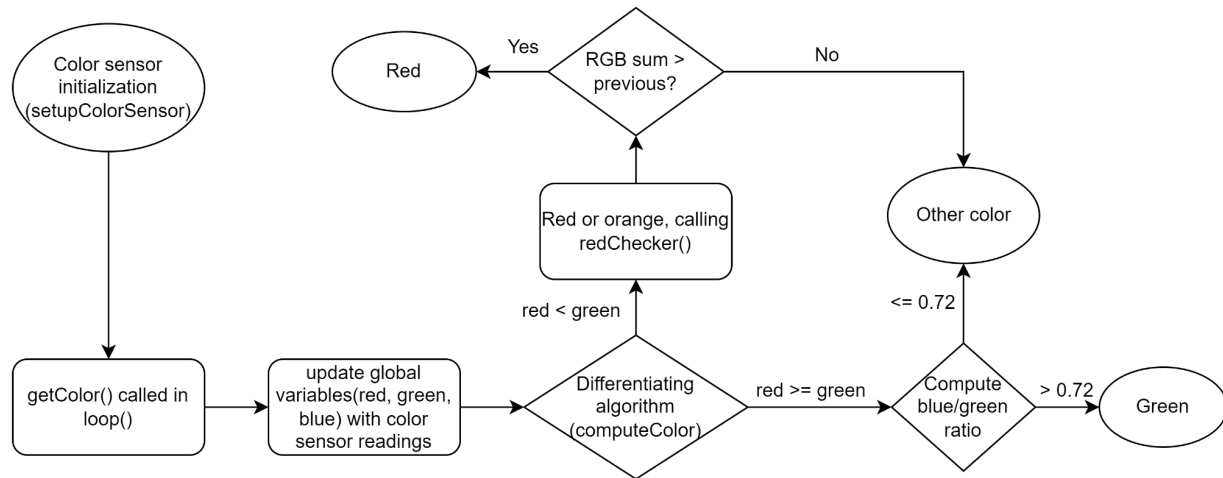 Color sensor
initialization
(setupColorSensor)
Red
Yes
RGB sum >
previous?
No
Red or orange, calling
redChecker()
Other color
red < green
<= 0.72
getColor() called in
loop()
update global
variables(red, green,
blue) with color
sensor readings
Differentiating
algorithm
(computeColor)
red >= green
Compute
blue/green
ratio
> 0.72
Green